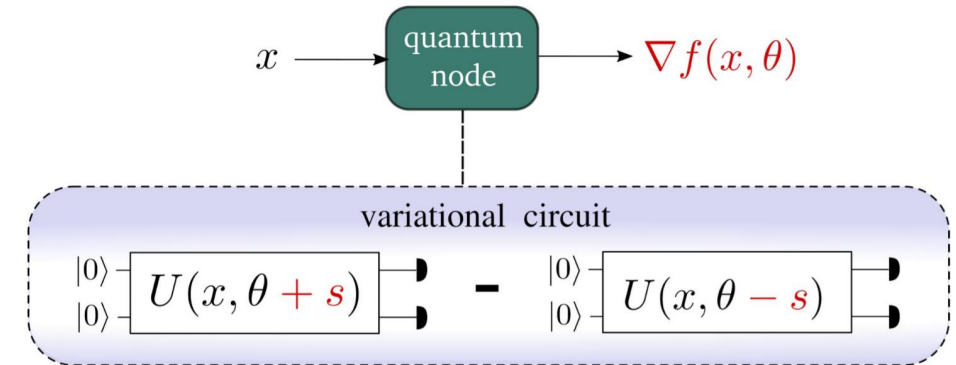 x
quantum
node
∇f(x, θ)
variational circuit
|0⟩ U(x, θ + s) - |0⟩ U(x, θ − s)
|0⟩ |0⟩